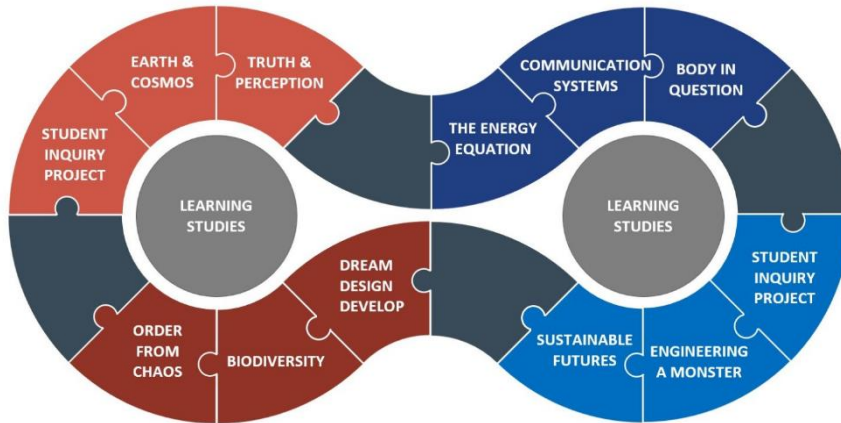 EARTH &
COSMOS
TRUTH &
PERCEPTION
STUDENT
INQUIRY
PROJECT
LEARNING
STUDIES
ORDER
FROM
CHAOS
BIODIVERSITY
DREAM
DESIGN
DEVELOP
COMMUNICATION
SYSTEMS
BODY IN
QUESTION
THE ENERGY
EQUATION
LEARNING
STUDIES
STUDENT
INQUIRY
PROJECT
SUSTAINABLE
FUTURES
ENGINEERING
A MONSTER